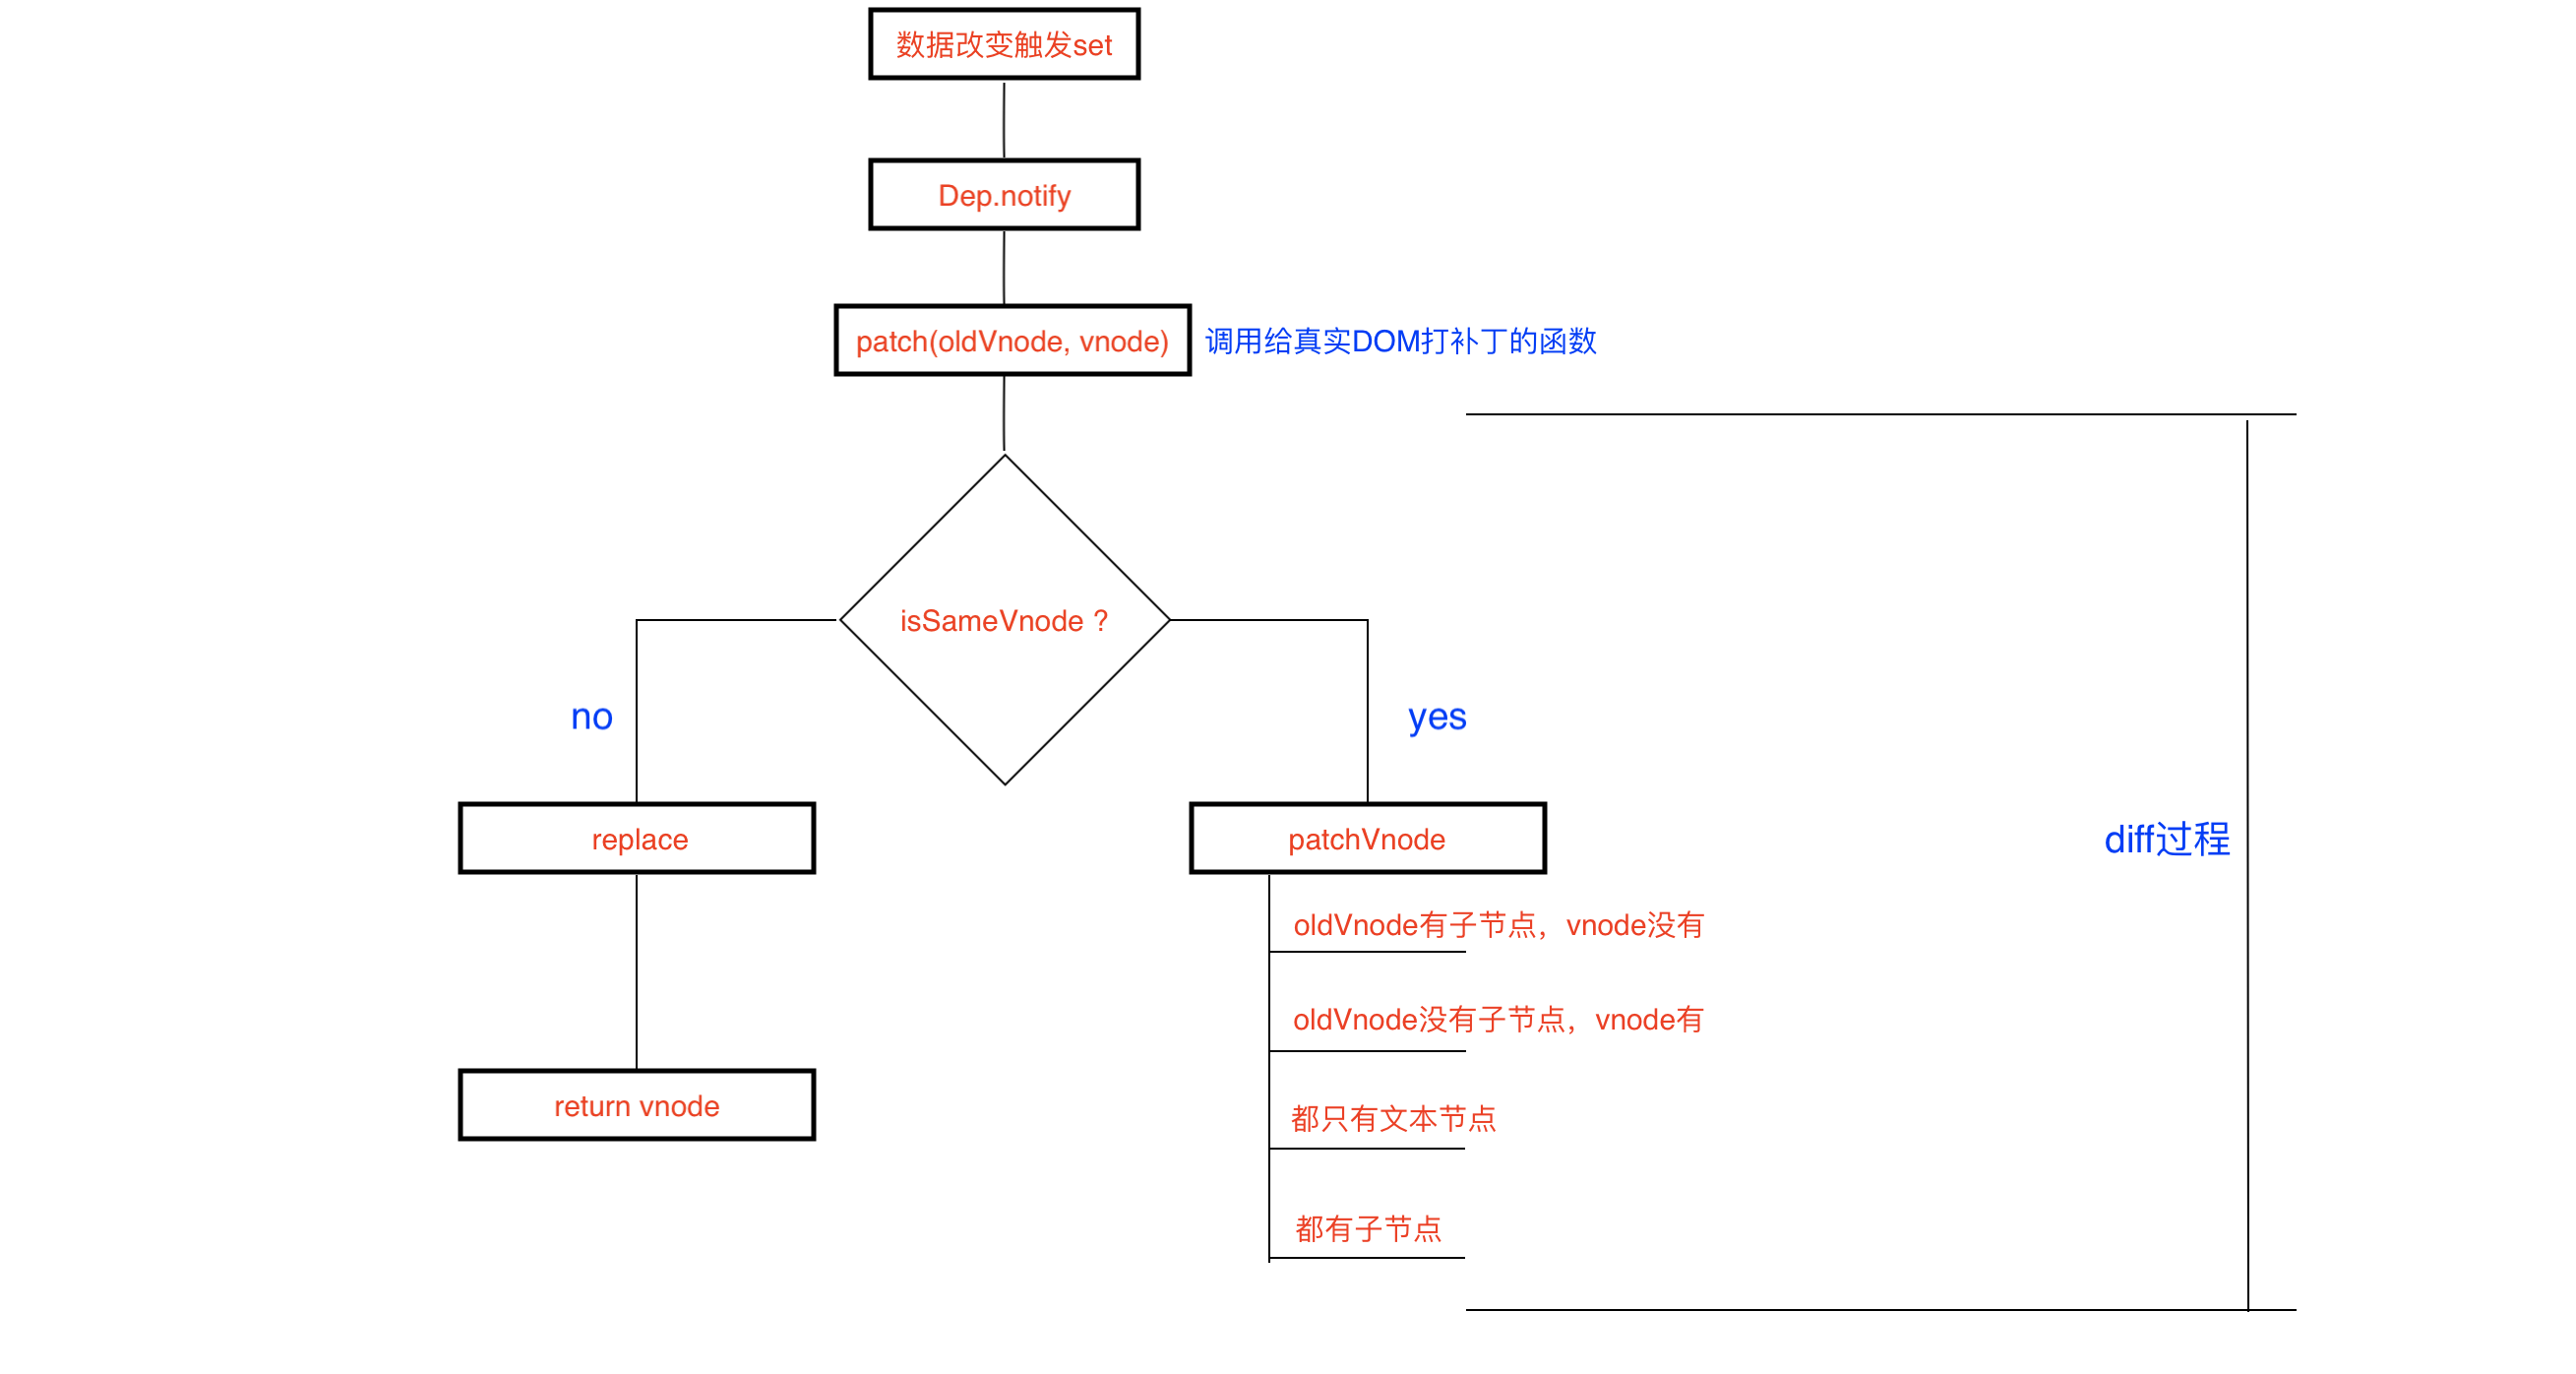 数据改变触发set
Dep.notify
patch(oldVnode, vnode)
调用给真实DOM打补丁的函数
isSameVnode ?
no
yes
replace
patchVnode
diff过程
oldVnode有子节点，vnode没有
oldVnode没有子节点，vnode有
return vnode
都只有文本节点
都有子节点